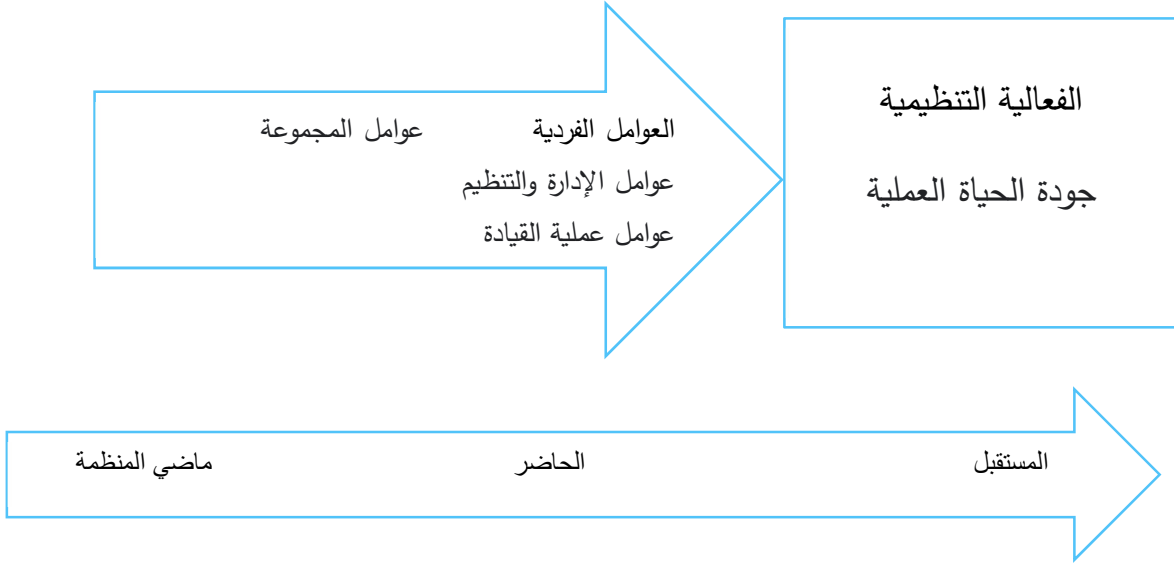 العوامل الفردية عوامل المجموعة
عوامل الإدارة والتنظيم
عوامل عملية القيادة
الفعالية التنظيمية
جودة الحياة العملية
ماضي المنظمة
الحاضر
المستقبل